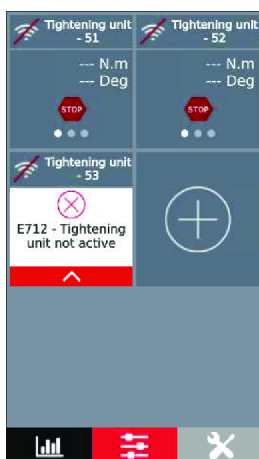 Tightening unit
- 51
--- N.m
--- Deg
STOP
Tightening unit
- 52
--- N.m
--- Deg
STOP
Tightening unit
- 53
E712 - Tightening
unit not active